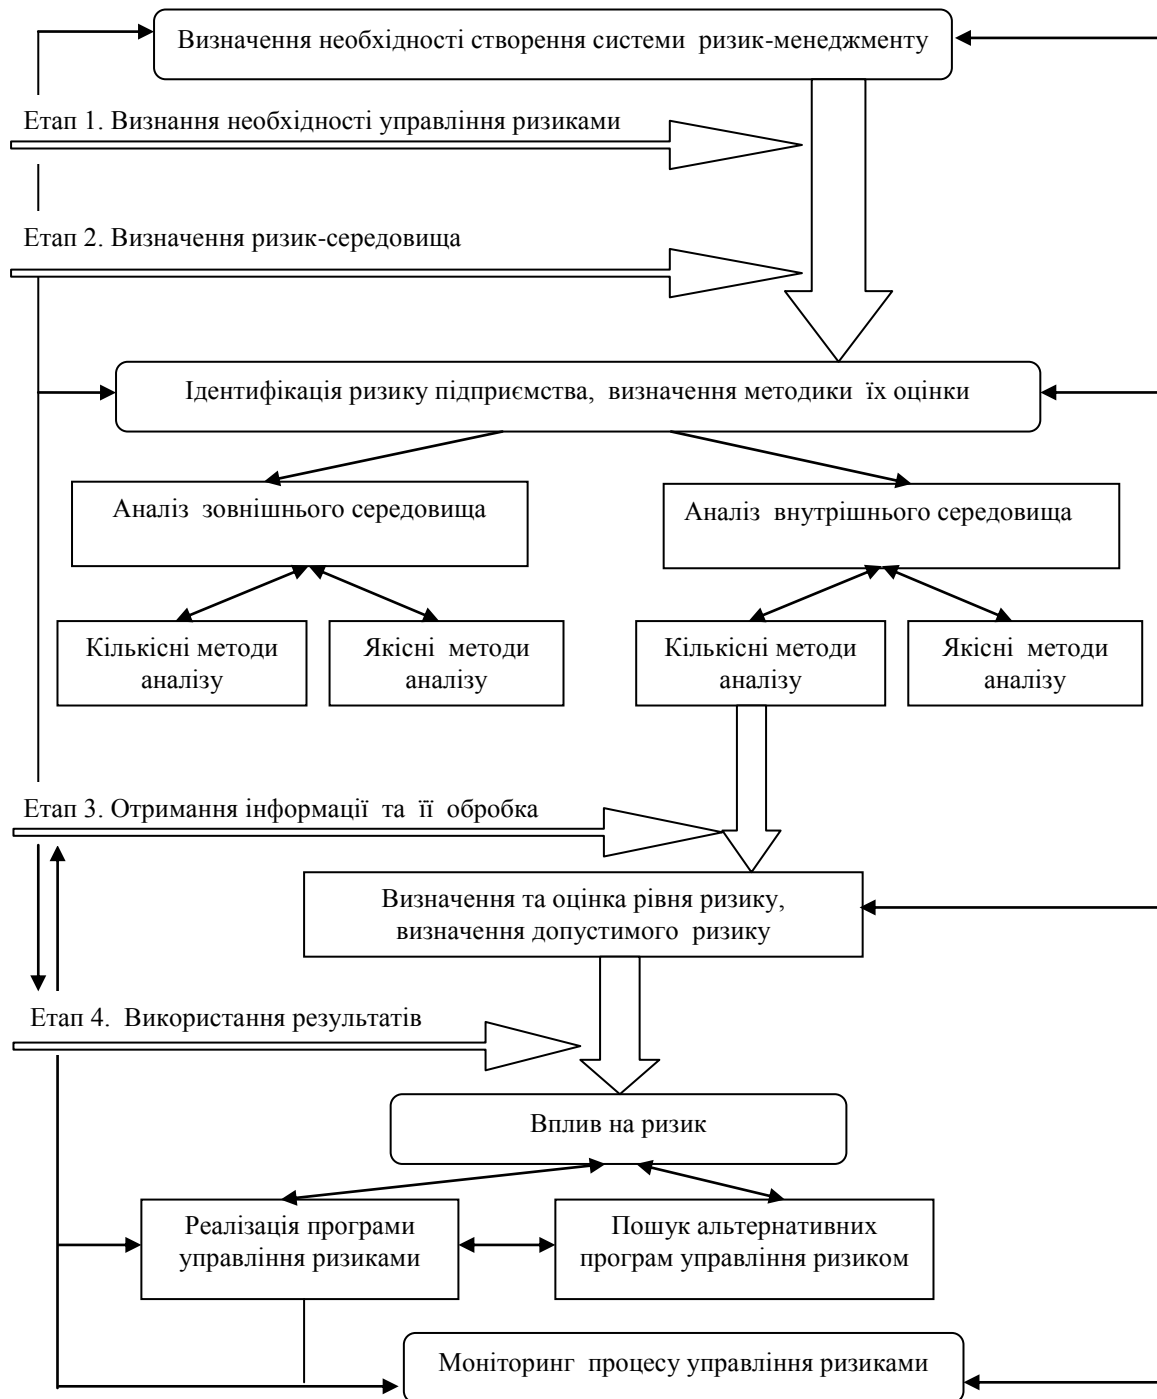 Визначення необхідності створення системи ризик-менеджменту
Етап 1. Визнання необхідності управління ризиками
Етап 2. Визначення ризик-середовища
Ідентифікація ризику підприємства, визначення методики їх оцінки
Аналіз зовнішнього середовища
Аналіз внутрішнього середовища
Кількісні методи
аналізу
Якісні методи
аналізу
Кількісні методи
аналізу
Якісні методи
аналізу
Етап 3. Отримання інформації та її обробка
Визначення та оцінка рівня ризику,
визначення допустимого ризику
Етап 4. Використання результатів
Вплив на ризик
Реалізація програми
управління ризиками
Пошук альтернативних
програм управління ризиком
Моніторинг процесу управління ризиками